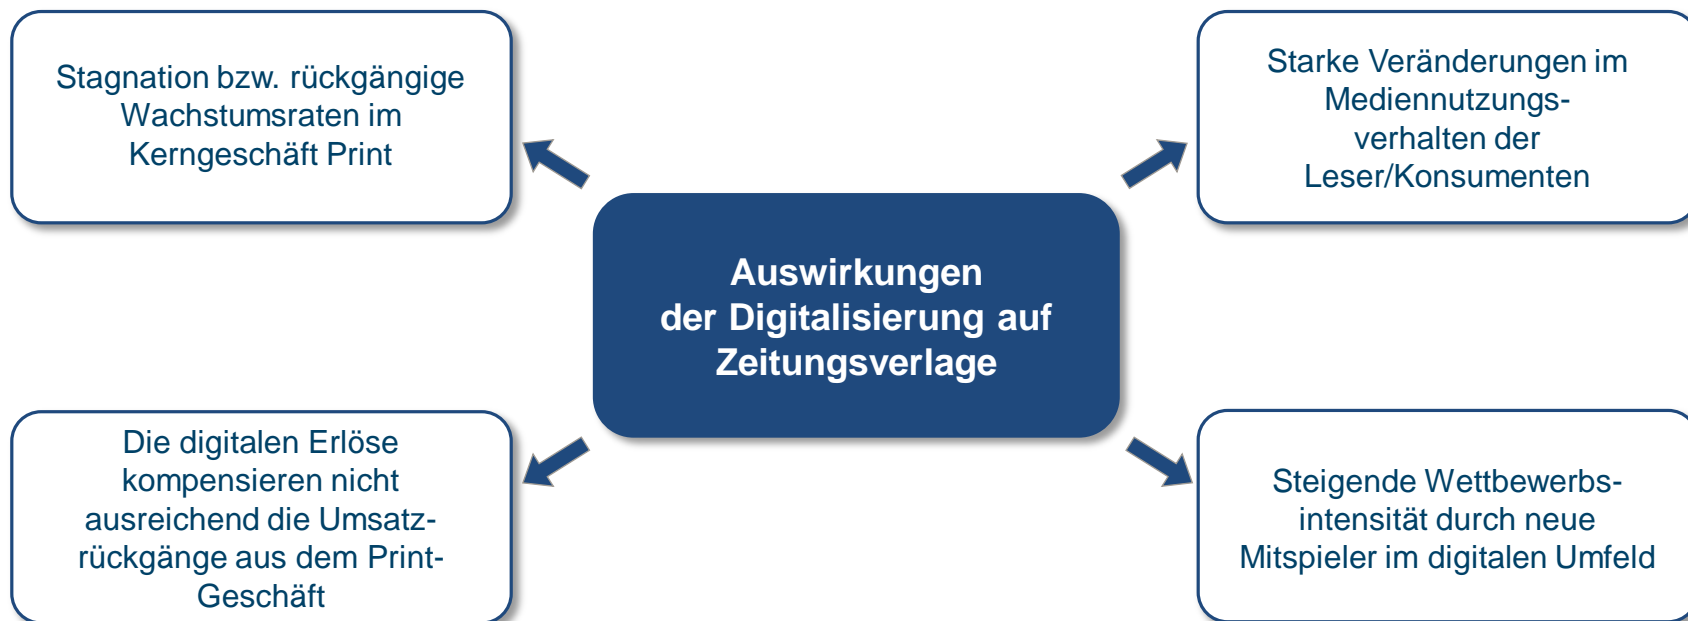 Stagnation bzw. rückgängige
Wachstumsraten im
Kerngeschäft Print
Starke Veränderungen im
Mediennutzungs-
verhalten der
Leser/Konsumenten
Auswirkungen
der Digitalisierung auf
Zeitungsverlage
Die digitalen Erlöse
kompensieren nicht
ausreichend die Umsatz-
rückgänge aus dem Print-
Geschäft
Steigende Wettbewerbs-
intensität durch neue
Mitspieler im digitalen Umfeld